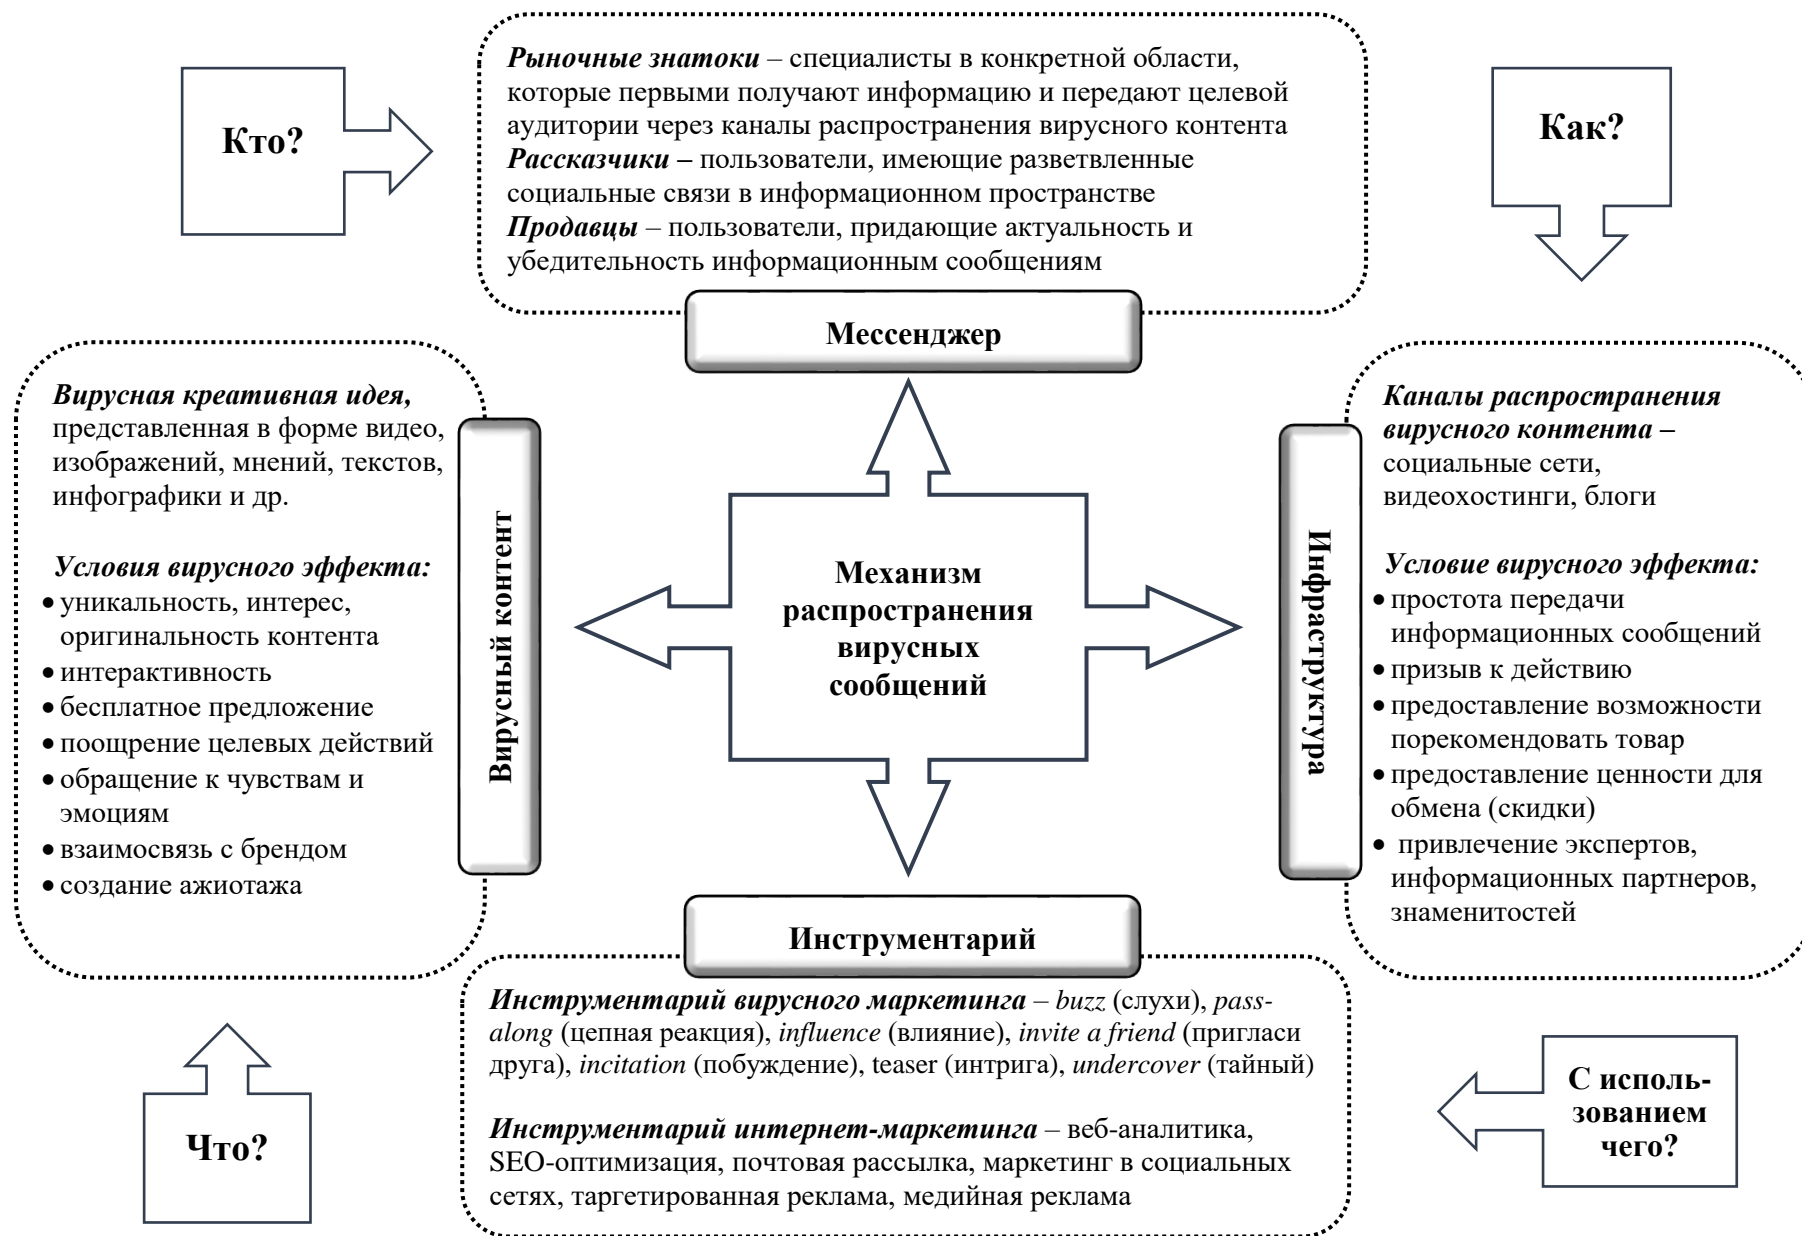 Кто?
Рыночные знатоки – специалисты в конкретной области,
которые первыми получают информацию и передают целевой
аудитории через каналы распространения вирусного контента
Рассказчики – пользователи, имеющие разветвленные
социальные связи в информационном пространстве
Продавцы – пользователи, придающие актуальность и
убедительность информационным сообщениям
Мессенджер
Как?
Вирусная креативная идея,
представленная в форме видео,
изображений, мнений, текстов,
инфографики и др.
Условия вирусного эффекта:
• уникальность, интерес,
оригинальность контента
• интерактивность
• бесплатное предложение
• поощрение целевых действий
• обращение к чувствам и
эмоциям
• взаимосвязь с брендом
• создание ажиотажа
Вирусный контент
Механизм
распространения
вирусных
сообщений
Инфраструктура
Каналы распространения
вирусного контента –
социальные сети,
видеохостинги, блоги
Условие вирусного эффекта:
• простота передачи
информационных сообщений
• призыв к действию
• предоставление возможности
порекомендовать товар
• предоставление ценности для
обмена (скидки)
• привлечение экспертов,
информационных партнеров,
знаменитостей
Инструментарий
Инструментарий вирусного маркетинга – buzz (слухи), pass-
along (цепная реакция), influence (влияние), invite a friend (пригласи
друга), incitation (побуждение), teaser (интрига), undercover (тайный)
Инструментарий интернет-маркетинга – веб-аналитика,
SEO-оптимизация, почтовая рассылка, маркетинг в социальных
сетях, таргетированная реклама, медийная реклама
Что?
С исполь-
зованием
чего?